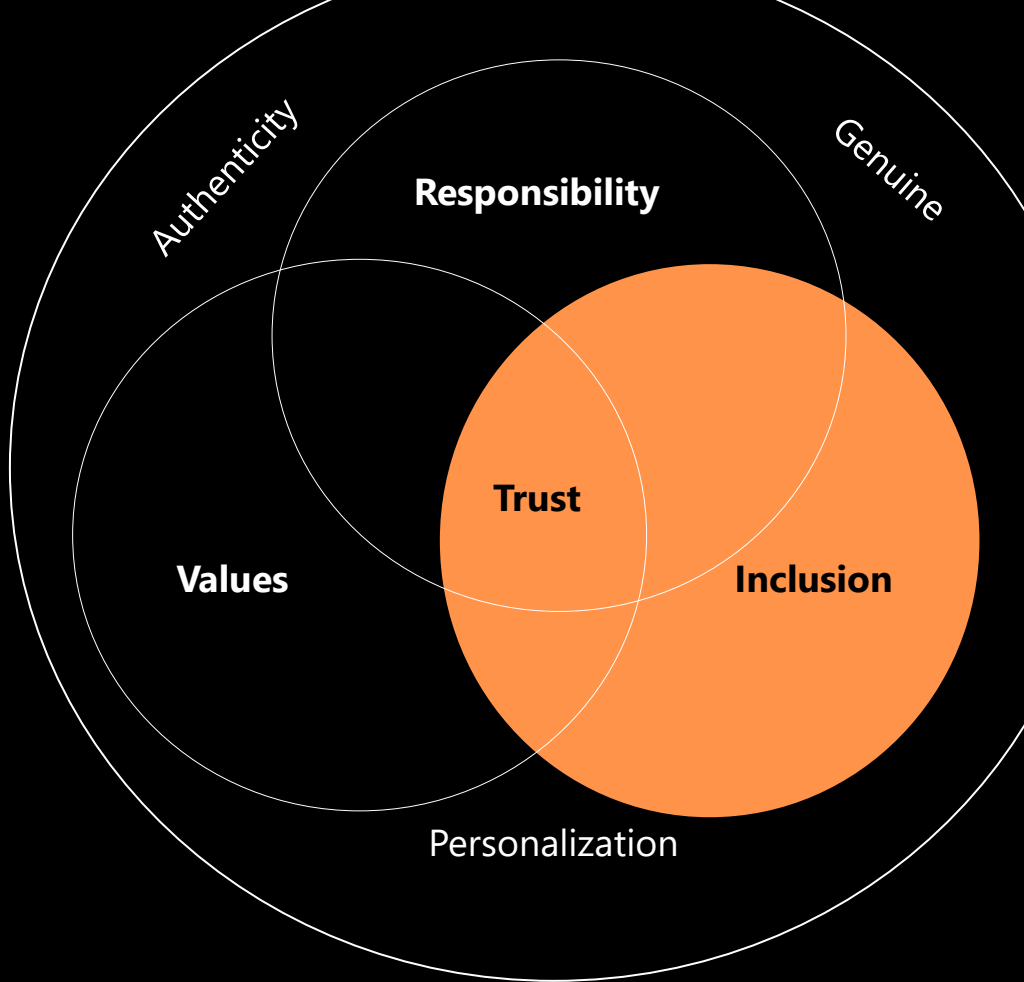 Authenticity
Genuine
Responsibility
Trust
Values
Inclusion
Personalization